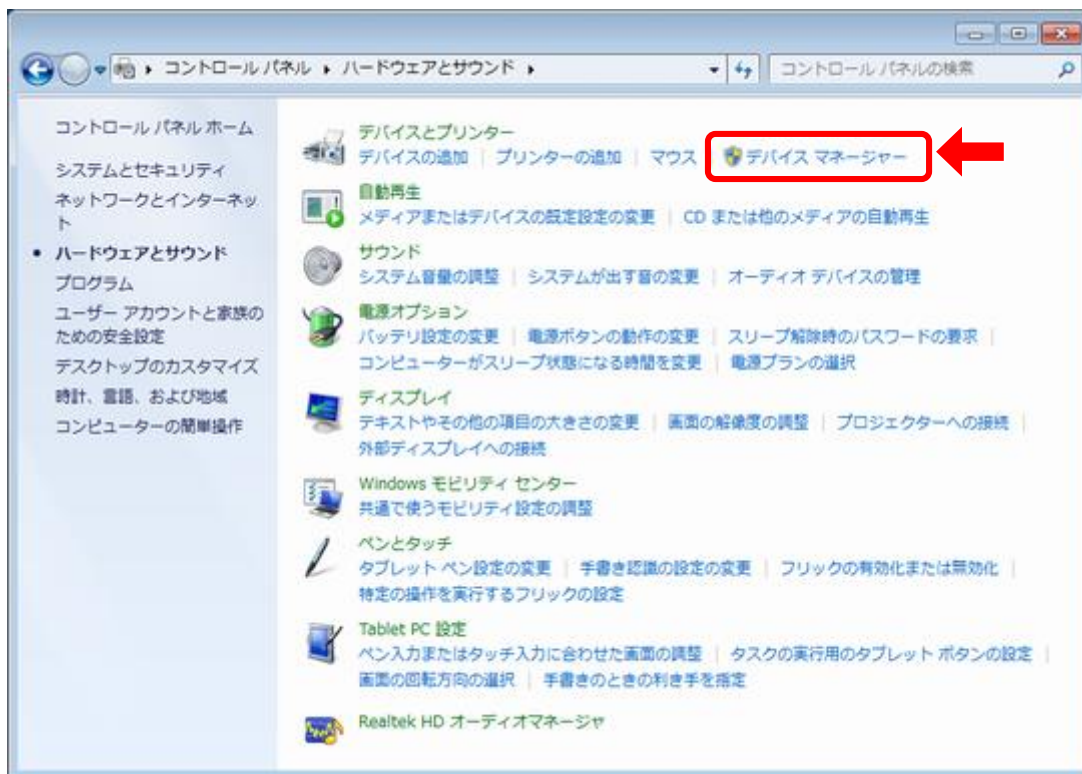 コントロール パネル ハードウェアとサウンド コントロール パネルの検索
コントロール パネル ホーム
システムとセキュリティ
ネットワークとインターネッ
ト
ハードウェアとサウンド
プログラム
ユーザー アカウントと家族の
ための安全設定
デスクトップのカスタマイズ
時計、言語、および地域
コンピューターの簡単操作
デバイスとプリンター
デバイスの追加 | プリンターの追加 | マウス | デバイス マネージャー
自動再生
メディアまたはデバイスの既定設定の変更 | CD または他のメディアの自動再生
サウンド
システム音量の調整 | システムが出す音の変更 | オーディオ デバイスの管理
電源オプション
バッテリ設定の変更 | 電源ボタンの動作の変更 | スリープ解除時のパスワードの要求 |
コンピューターがスリープ状態になる時間を変更 | 電源プランの選択
ディスプレイ
テキストやその他の項目の大きさの変更 | 画面の解像度の調整 | プロジェクターへの接続 |
外部ディスプレイへの接続
Windows モビリティ センター
共通で使うモビリティ設定の調整
ペンとタッチ
タブレット ペン設定の変更 | 手書き認識の設定の変更 | フリックの有効化または無効化 |
特定の操作を実行するフリックの設定
Tablet PC 設定
ペン入力またはタッチ入力に合わせた画面の調整 | タスクの実行用のタブレット ボタンの設定 |
画面の回転方向の選択 | 手書きのときの利き手を指定
Realtek HD オーディオマネージャ